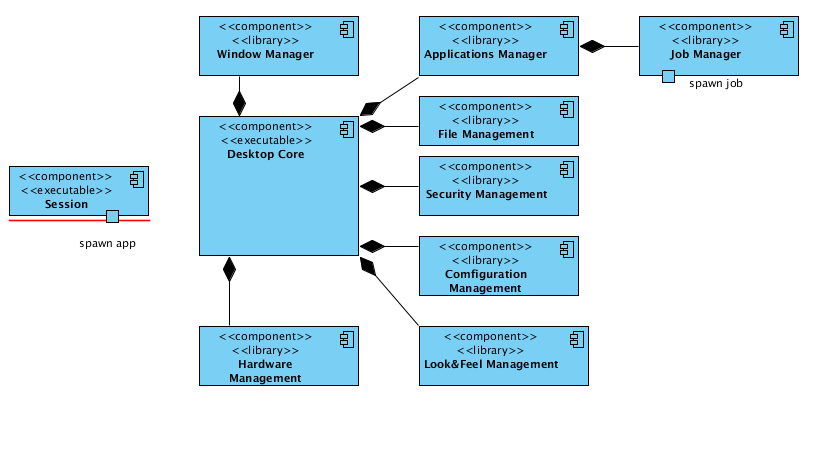 <<component>>
<<library>>
Window Manager
<<component>>
<<library>>
Applications Manager
<<component>>
<<library>>
Job Manager
spawn job
<<component>>
<<library>>
File Management
<<component>>
<<executable>>
Desktop Core
<<component>>
<<library>>
Security Management
<<component>>
<<executable>>
Session
spawn app
<<component>>
<<library>>
Comfiguration
Management
<<component>>
<<library>>
Hardware
Management
<<component>>
<<library>>
Look&Feel Management